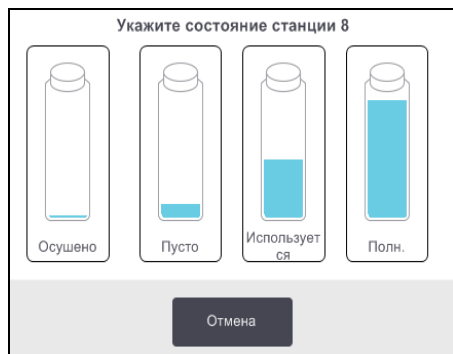 Укажите состояние станции 8
Осушено
Пусто
Использует
ся
Полн.
Отмена